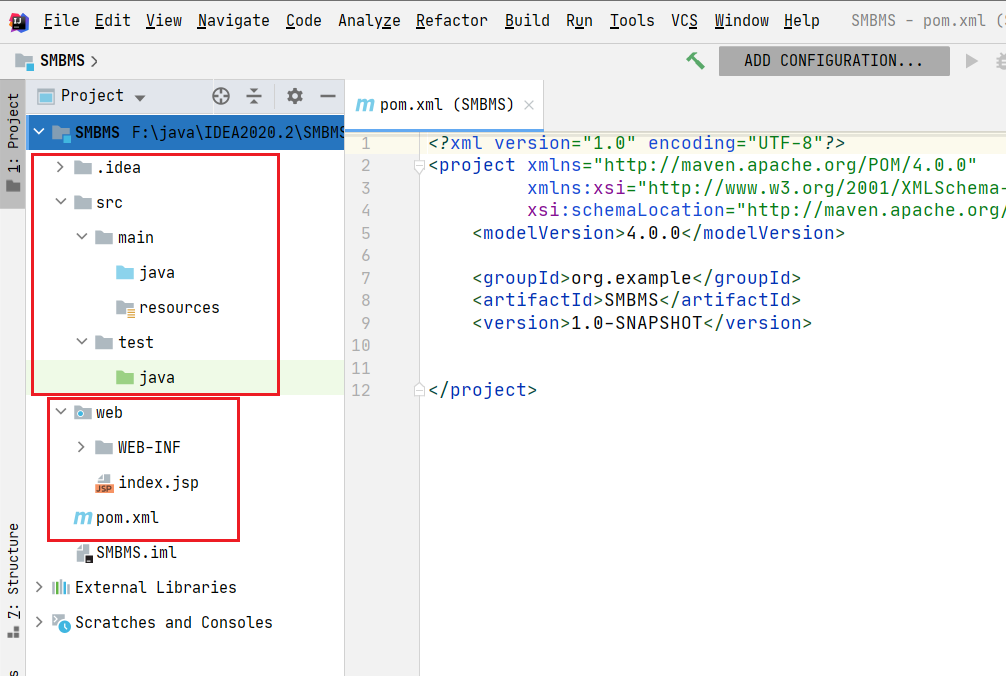 File Edit View Navigate Code Analyze Refactor Build Run Tools VCS Window Help SMBMS - pom.xml (
SMBMS
ADD CONFIGURATION...
1: Project
Project
pom.xml (SMBMS)
SMBMS F:\java\IDEA2020.2\SMBMS
.idea
src
main
java
resources
test
java
web
WEB-INF
JSP index.jsp
pom.xml
SMBMS.iml
External Libraries
Scratches and Consoles
Z: Structure
1 <?xml version="1.0" encoding="UTF-8"?>
2 <project xmlns="http://maven.apache.org/POM/4.0.0"
3 xmlns:xsi="http://www.w3.org/2001/XMLSchema-
4 xsi:schemaLocation="http://maven.apache.org/
5 <modelVersion>4.0.0</modelVersion>
6
7 <groupId>org.example</groupId>
8 <artifactId>SMBMS</artifactId>
9 <version>1.0-SNAPSHOT</version>
10
11
12 </project>